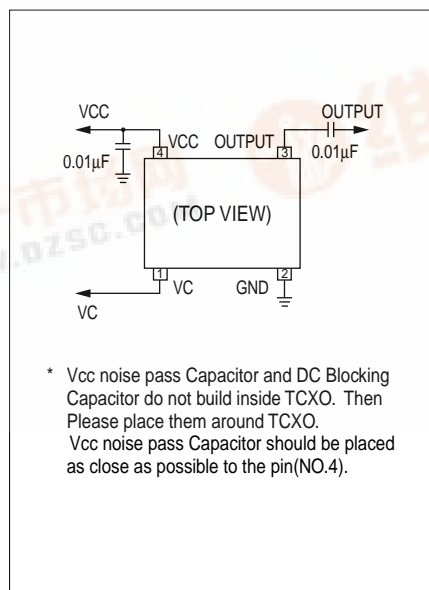 VCC OUTPUT
4 VCC OUTPUT 3
0.01μF 0.01μF
(TOP VIEW)
1 2
VC GND
VC
* Vcc noise pass Capacitor and DC Blocking
Capacitor do not build inside TCXO. Then
Please place them around TCXO.
Vcc noise pass Capacitor should be placed
as close as possible to the pin(NO.4).